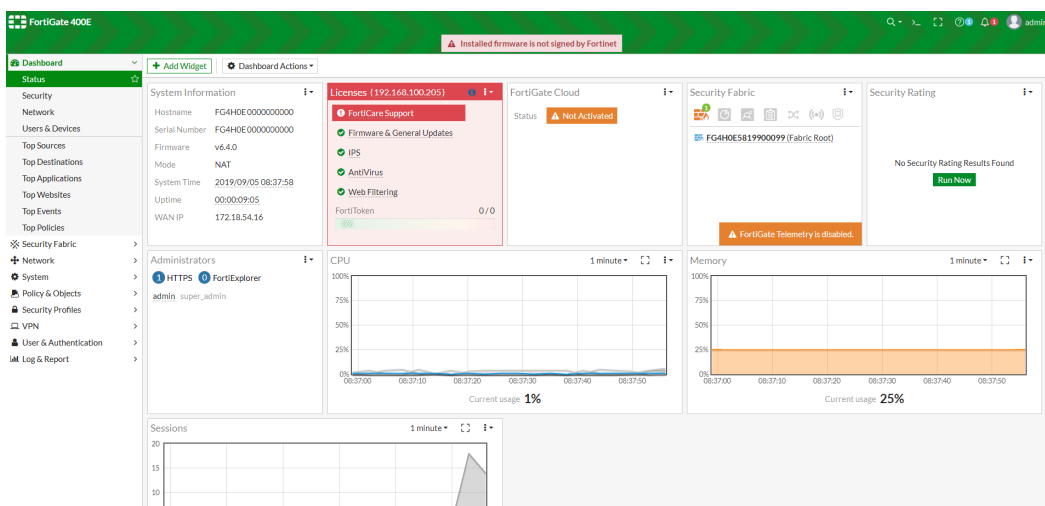 FortiGate 400E
admin
Installed firmware is not signed by Fortinet
Dashboard
Status
Security
Network
Users & Devices
Top Sources
Top Destinations
Top Applications
Top Websites
Top Events
Top Policies
Security Fabric
Network
System
Policy & Objects
Security Profiles
VPN
User & Authentication
Log & Report
+ Add Widget
Dashboard Actions
System Information
Hostname FG4H0E0000000000
Serial Number FG4H0E0000000000
Firmware v6.4.0
Mode NAT
System Time 2019/09/05 08:37:58
Uptime 00:00:09:05
WAN IP 172.18.54.16
Licenses (192.168.100.205)
FortiCare Support
Firmware & General Updates
IPS
AntiVirus
Web Filtering
FortiToken 0/0
0%
FortiGate Cloud
Status Not Activated
Security Fabric
FG4H0E5819900099 (Fabric Root)
FortiGate Telemetry is disabled.
Security Rating
No Security Rating Results Found
Run Now
Administrators
1 HTTPS 0 FortiExplorer
admin super_admin
CPU 1 minute
100%
75%
50%
25%
0%
08:37:00 08:37:10 08:37:20 08:37:30 08:37:40 08:37:50
Current usage 1%
Memory 1 minute
100%
75%
50%
25%
0%
08:37:00 08:37:10 08:37:20 08:37:30 08:37:40 08:37:50
Current usage 25%
Sessions 1 minute
20
15
10